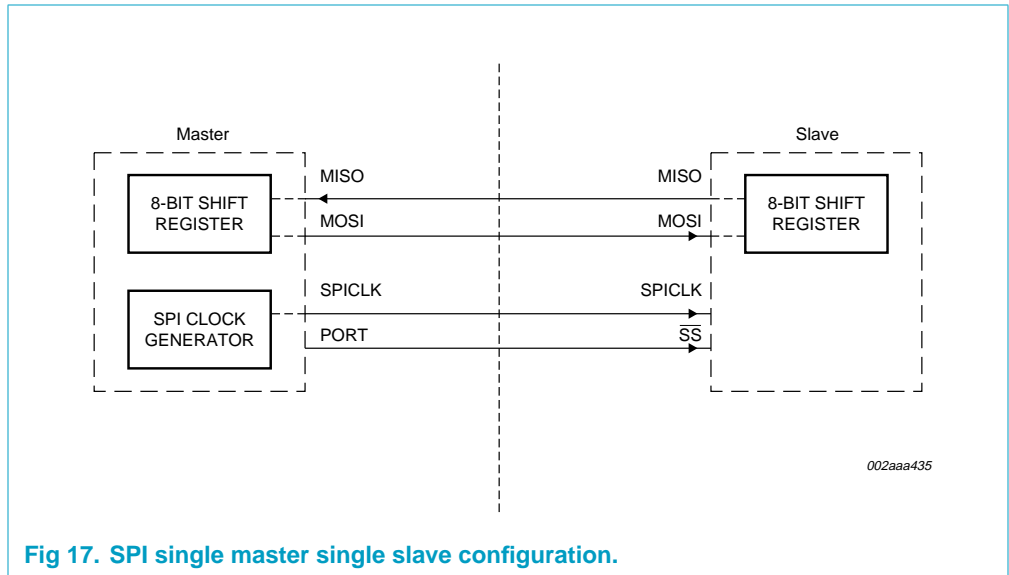 Master
Slave
8-BIT SHIFT
REGISTER
MISO
MISO
MOSI
MOSI
8-BIT SHIFT
REGISTER
SPI CLOCK
GENERATOR
SPICLK
SPICLK
PORT
SS
002aaa435
Fig 17. SPI single master single slave configuration.